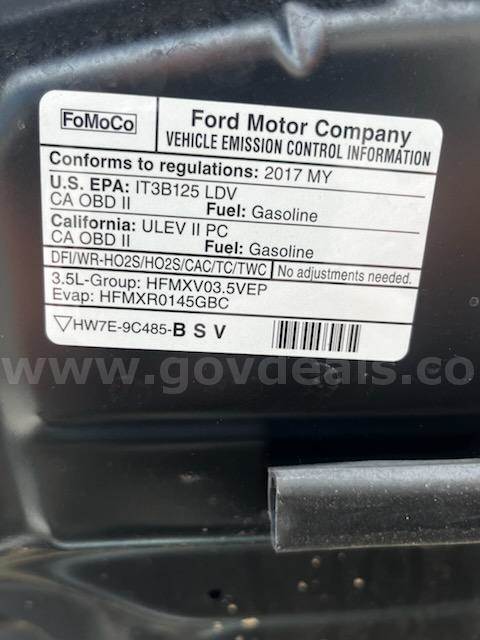 FoMoCo
Ford Motor Company
VEHICLE EMISSION CONTROL INFORMATION
Conforms to regulations: 2017 MY
U.S. EPA: IT3B125 LDV
CA OBD II Fuel: Gasoline
California: ULEV II PC
CA OBD II Fuel: Gasoline
DFI/WR-HO2S/HO2S/CAC/TC/TWC No adjustments needed.
3.5L-Group: HFMXV03.5VEP
Evap: HFMXR0145GBC
▽HW7E-9C485-B S V
www.govdeals.co